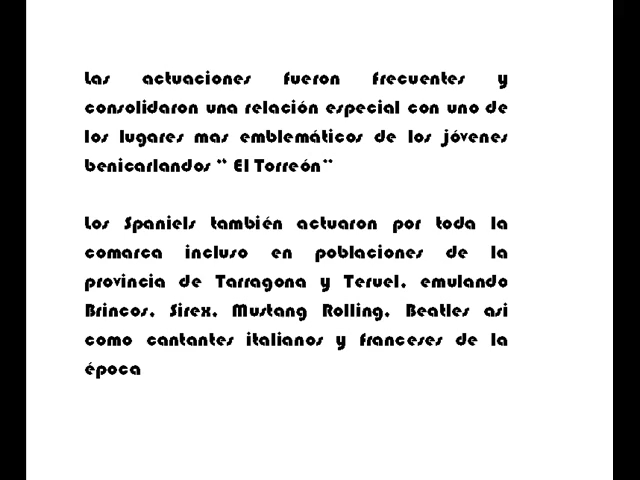 Las actuaciones fueron frecuentes y
consolidaron una relación especial con uno de
los lugares mas emblemáticos de los jóvenes
benicarlandos “ El Torreón”
Los Spaniels también actuaron por toda la
comarca incluso en poblaciones de la
provincia de Tarragona y Teruel, emulando
Brincos, Sirex, Mustang Rolling, Beatles asi
como cantantes italianos y franceses de la
época